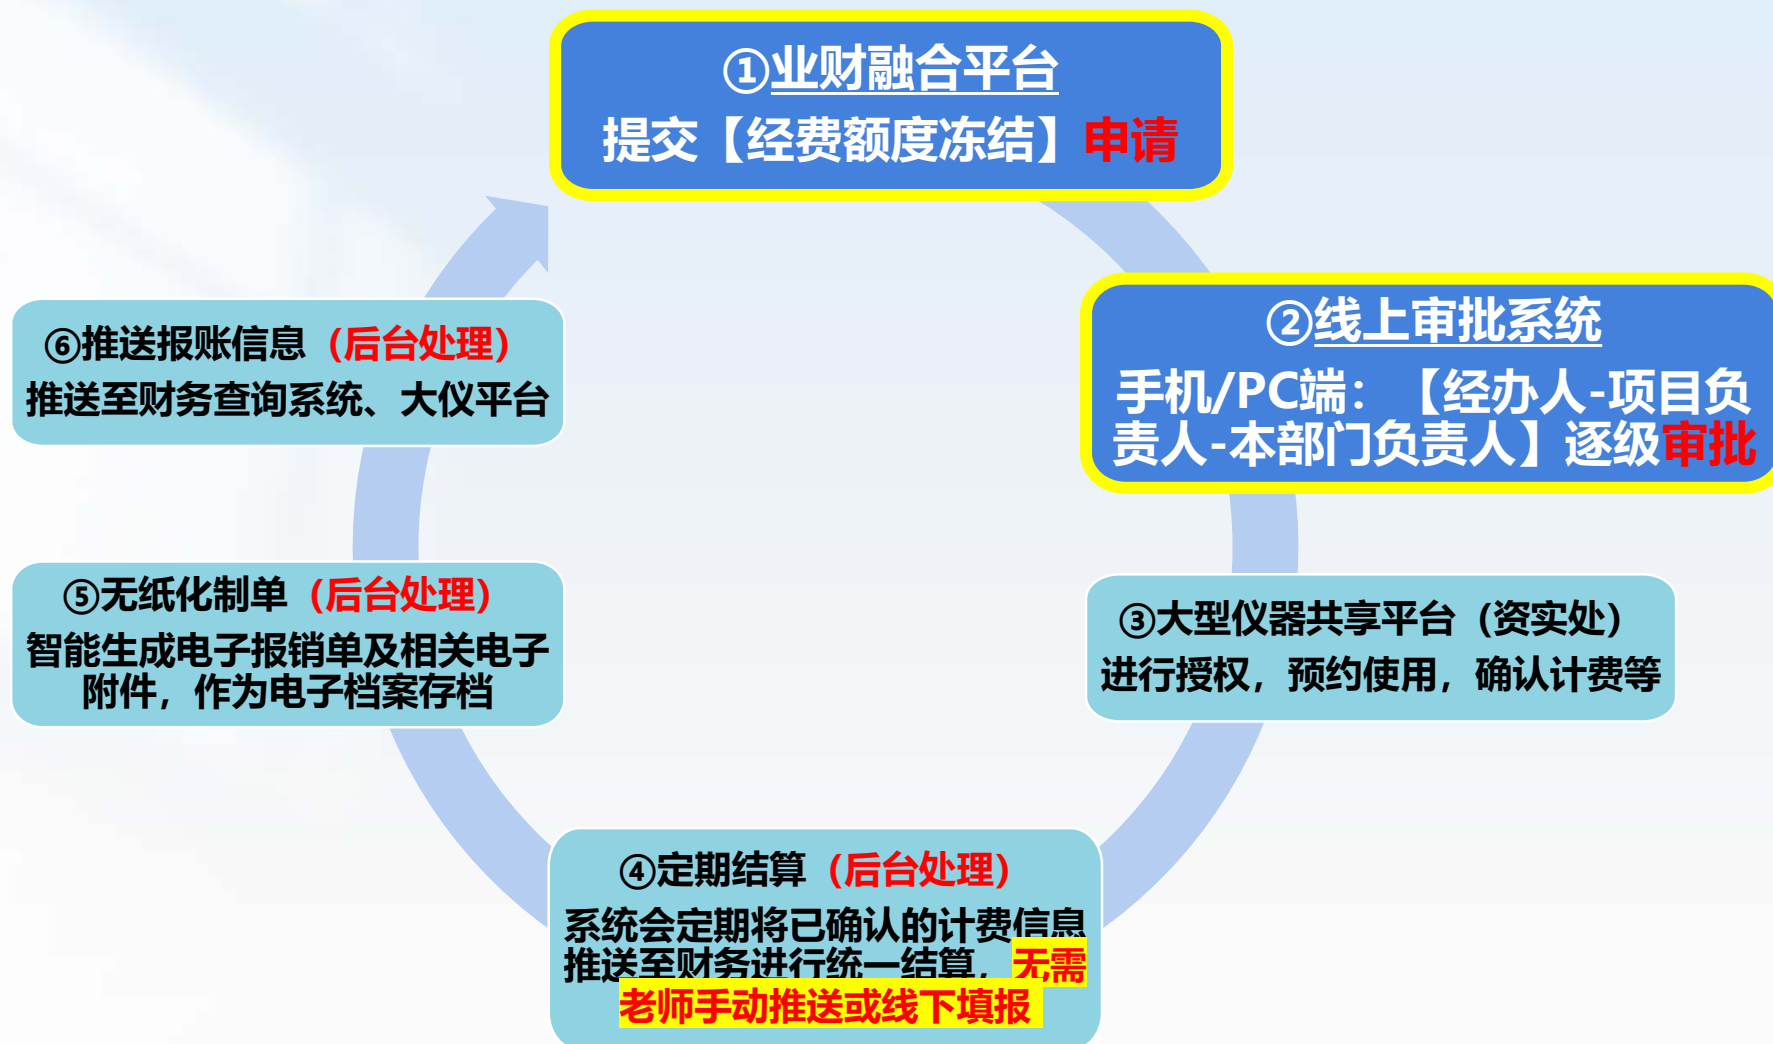 ①业财融合平台
提交【经费额度冻结】申请
②线上审批系统
手机/PC端：【经办人-项目负
责人-本部门负责人】逐级审批
③大型仪器共享平台（资实处）
进行授权，预约使用，确认计费等
④定期结算（后台处理）
系统会定期将已确认的计费信息
推送至财务进行统一结算，无需
老师手动推送或线下填报
⑤无纸化制单（后台处理）
智能生成电子报销单及相关电子
附件，作为电子档案存档
⑥推送报账信息（后台处理）
推送至财务查询系统、大仪平台